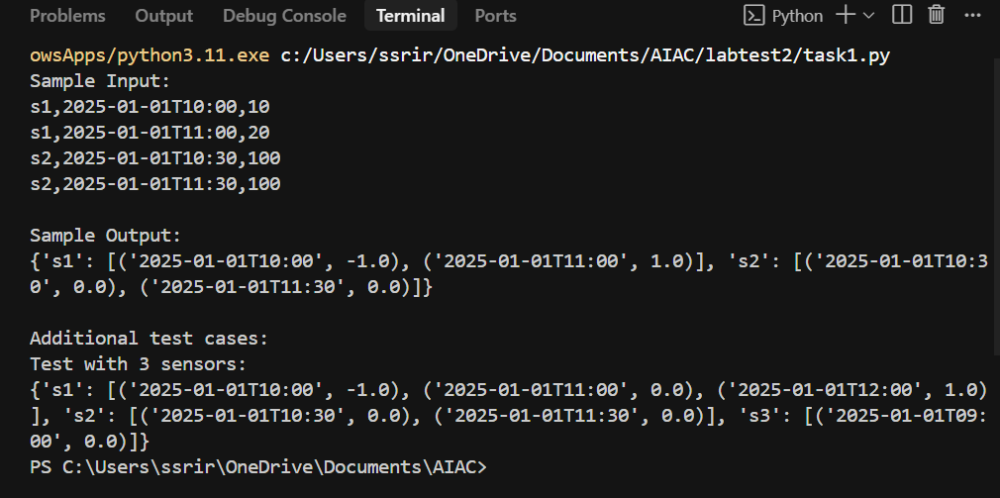 Problems Output Debug Console Terminal Ports Python
owsApps/python3.11.exe c:/Users/ssrir/OneDrive/Documents/AIAC/labtest2/task1.py
Sample Input:
s1,2025-01-01T10:00,10
s1,2025-01-01T11:00,20
s2,2025-01-01T10:30,100
s2,2025-01-01T11:30,100
Sample Output:
{'s1': [('2025-01-01T10:00', -1.0), ('2025-01-01T11:00', 1.0)], 's2': [('2025-01-01T10:3
0', 0.0), ('2025-01-01T11:30', 0.0)]}
Additional test cases:
Test with 3 sensors:
{'s1': [('2025-01-01T10:00', -1.0), ('2025-01-01T11:00', 0.0), ('2025-01-01T12:00', 1.0)
], 's2': [('2025-01-01T10:30', 0.0), ('2025-01-01T11:30', 0.0)], 's3': [('2025-01-01T09:
00', 0.0)]}
PS C:\Users\ssrir\OneDrive\Documents\AIAC>